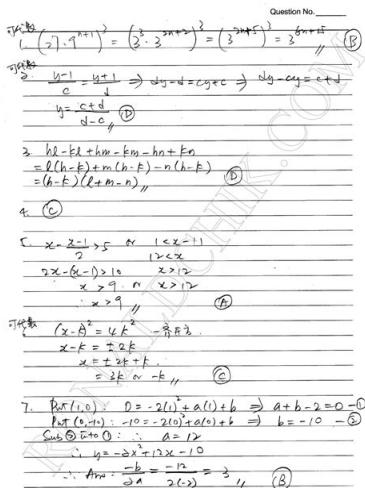 Question No.
可代數
1. (27·9^(n+1))^3 = (3^3·3^(2n+2))^3 = (3^(2n+5))^3 = 3^(6n+15) Ⓑ
可代數
2. (y-1)/c = (y+1)/d ⇒ dy-d=cy+c ⇒ dy-cy=c+d
y = (c+d)/(d-c) // Ⓓ
3. hl-kl+hm-km-hn+kn
=l(h-k)+m(h-k)-n(h-k)
=(h-k)(l+m-n) // Ⓓ
4. Ⓒ
5. x-(x-1)/2 > 5 or 1<x-11
12<x
2x-(x-1)>10 x>12
x>9 or x>12
∴ x>9 // Ⓐ
可代數
(x-k)^2=4k^2
x-k=±2k
x=±2k+k
=3k or -k // Ⓒ
7. Put (1,0): 0=-2(1)^2+a(1)+b ⇒ a+b-2=0-①
Put (0,-10): -10=-2(0)^2+a(0)+b ⇒ b=-10-②
Sub ② into ①: ∴ a=12
∴ y=-2x^2+12x-10
∴ Ans: -b/2a = -12/2(-2) = 3 // Ⓑ